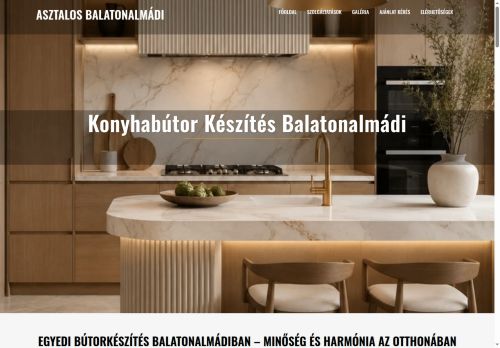 ASZTALOS BALATONALMÁDI
FŐOLDAL SZOLGÁLTATÁSOK GALÉRIA AJÁNLAT KÉRÉS ELÉRHETŐSÉGEK
Konyhabútor Készítés Balatonalmádi
EGYEDI BÚTORKÉSZÍTÉS BALATONALMÁDIBAN – MINŐSÉG ÉS HARMÓNIA AZ OTTHONÁBAN